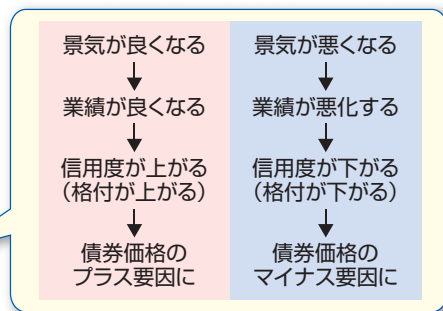 景気が良くなる
業績が良くなる
信用度が上がる
(格付が上がる)
債券価格の
プラス要因に
景気が悪くなる
業績が悪化する
信用度が下がる
(格付が下がる)
債券価格の
マイナス要因に